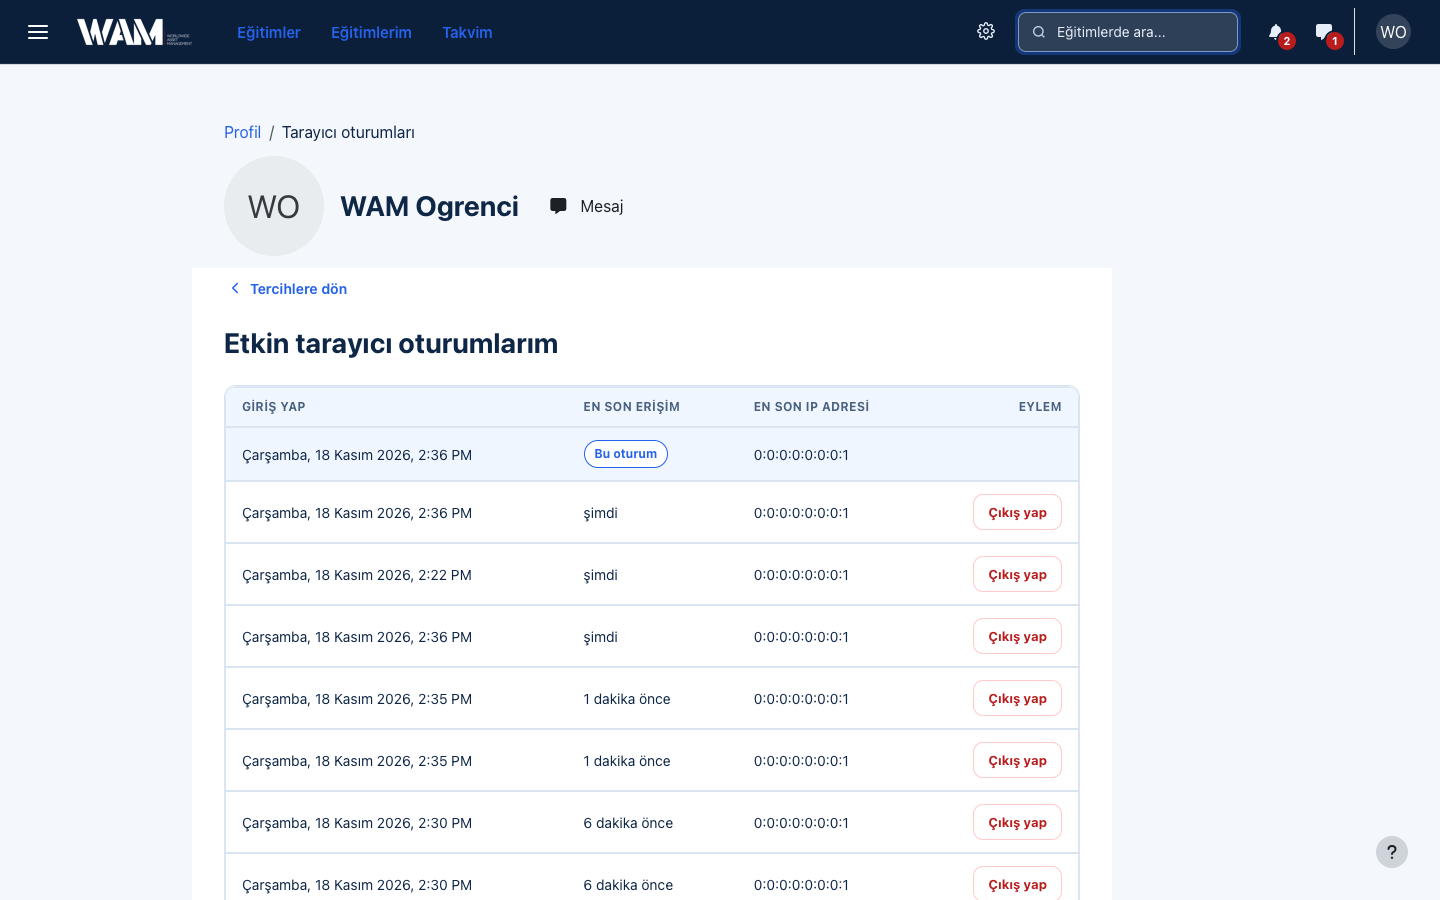 WAM WORLDWIDE ASSET MANAGEMENT
Eğitimler Eğitimlerim Takvim
Eğitimlerde ara...
2
1
WO
Profil / Tarayıcı oturumları
WO
WAM Ogrenci
Mesaj
Tercihlere dön
Etkin tarayıcı oturumlarım
GİRİŞ YAP EN SON ERİŞİM EN SON IP ADRESİ EYLEM
Çarşamba, 18 Kasım 2026, 2:36 PM Bu oturum 0:0:0:0:0:0:0:1
Çarşamba, 18 Kasım 2026, 2:36 PM şimdi 0:0:0:0:0:0:0:1 Çıkış yap
Çarşamba, 18 Kasım 2026, 2:22 PM şimdi 0:0:0:0:0:0:0:1 Çıkış yap
Çarşamba, 18 Kasım 2026, 2:36 PM şimdi 0:0:0:0:0:0:0:1 Çıkış yap
Çarşamba, 18 Kasım 2026, 2:35 PM 1 dakika önce 0:0:0:0:0:0:0:1 Çıkış yap
Çarşamba, 18 Kasım 2026, 2:35 PM 1 dakika önce 0:0:0:0:0:0:0:1 Çıkış yap
Çarşamba, 18 Kasım 2026, 2:30 PM 6 dakika önce 0:0:0:0:0:0:0:1 Çıkış yap
Çarşamba, 18 Kasım 2026, 2:30 PM 6 dakika önce 0:0:0:0:0:0:0:1 Çıkış yap
?